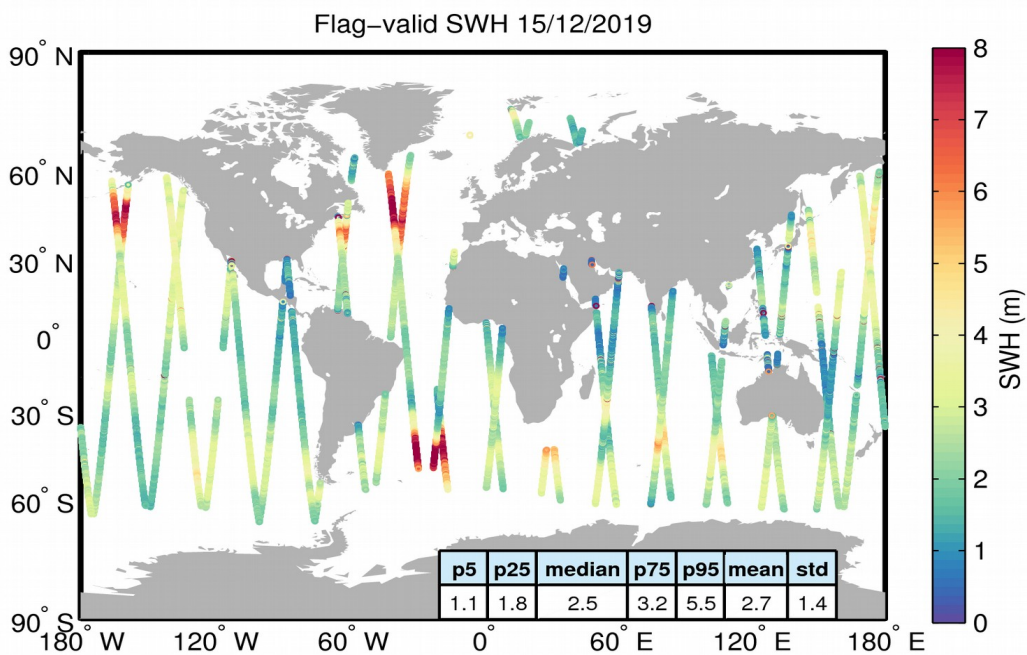 Flag−valid SWH 15/12/2019
90° N
60° N
30° N
0°
30° S
60° S
90° S
180° W
120° W
60° W
0°
60° E
120° E
180° E
p5 p25 median p75 p95 mean std
1.1 1.8 2.5 3.2 5.5 2.7 1.4
8
7
6
5
4
3
2
1
0
SWH (m)